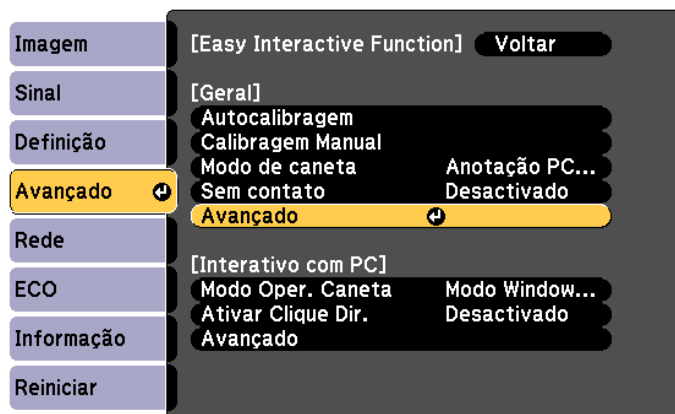 Imagem
Sinal
Definição
Avançado
Rede
ECO
Informação
Reiniciar
[Easy Interactive Function] Voltar
[Geral]
Autocalibragem
Calibragem Manual
Modo de caneta Anotação PC...
Sem contato Desactivado
Avançado
[Interativo com PC]
Modo Oper. Caneta Modo Window...
Ativar Clique Dir. Desactivado
Avançado